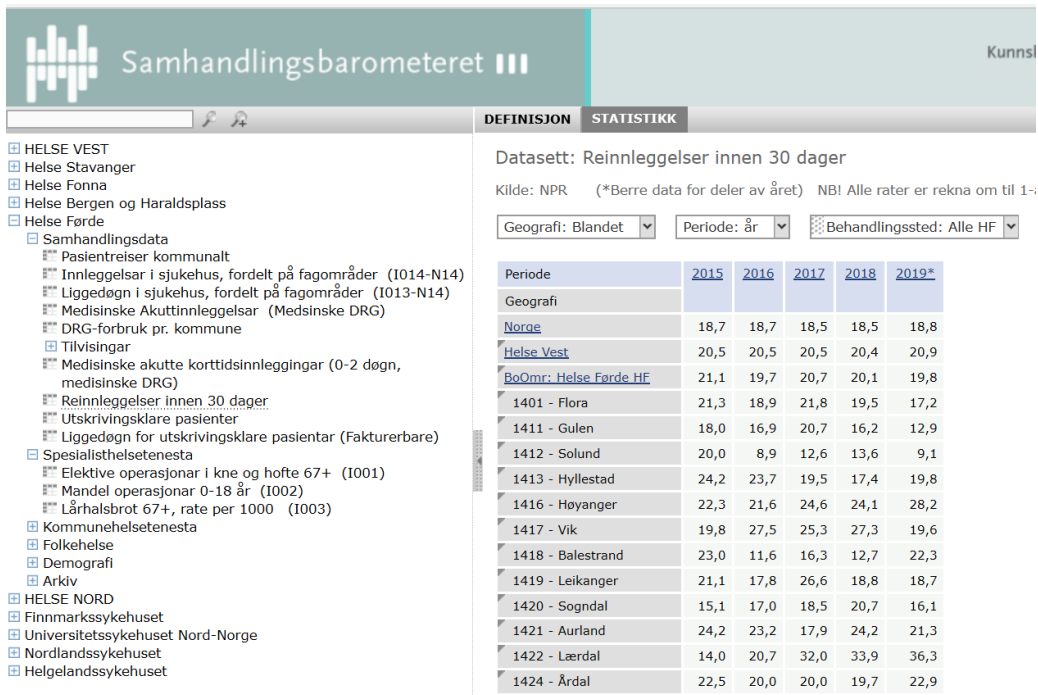 Samhandlingsbarometeret
DEFINISJON
STATISTIKK
HELSE VEST
Helse Stavanger
Helse Fonna
Helse Bergen og Haraldsplass
Helse Førde
Samhandlingsdata
Pasientreiser kommunalt
Innleggelsar i sjukehus, fordelt på fagområder (I014-N14)
Liggedøgn i sjukehus, fordelt på fagområder (I013-N14)
Medisinske Akuttinnleggelsar (Medsinske DRG)
DRG-forbruk pr. kommune
Tilvisingar
Medisinske akutte korttidsinnleggingar (0-2 døgn,
medisinske DRG)
Reinnleggelser innen 30 dager
Utskrivingsklare pasienter
Liggedøgn for utskrivingsklare pasientar (Fakturerbare)
Spesialisthelsetenesta
Elektive operasjonar i kne og hofte 67+ (I001)
Mandel operasjonar 0-18 år (I002)
Lårhalsbrot 67+, rate per 1000 (I003)
Kommunehelsetenesta
Folkehelse
Demografi
Arkiv
HELSE NORD
Finnmarkssykehuset
Universitetssykehuset Nord-Norge
Nordlandssykehuset
Helgelandssykehuset
Datasett: Reinnleggelser innen 30 dager
Kilde: NPR (*Berre data for deler av året) NB! Alle rater er rekna om til
Geografi: Blandet Periode: år Behandlingssted: Alle HF
Periode 2015 2016 2017 2018 2019*
Geografi
Norge 18,7 18,7 18,5 18,5 18,8
Helse Vest 20,5 20,5 20,5 20,4 20,9
BoOmr: Helse Førde HF 21,1 19,7 20,7 20,1 19,8
1401 - Flora 21,3 18,9 21,8 19,5 17,2
1411 - Gulen 18,0 16,9 20,7 16,2 12,9
1412 - Solund 20,0 8,9 12,6 13,6 9,1
1413 - Hyllestad 24,2 23,7 19,5 17,4 19,8
1416 - Høyanger 22,3 21,6 24,6 24,1 28,2
1417 - Vik 19,8 27,5 25,3 27,3 19,6
1418 - Balestrand 23,0 11,6 16,3 12,7 22,3
1419 - Leikanger 21,1 17,8 26,6 18,8 18,7
1420 - Sogndal 15,1 17,0 18,5 20,7 16,1
1421 - Aurland 24,2 23,2 17,9 24,2 21,3
1422 - Lærdal 14,0 20,7 32,0 33,9 36,3
1424 - Årdal 22,5 20,0 20,0 19,7 22,9